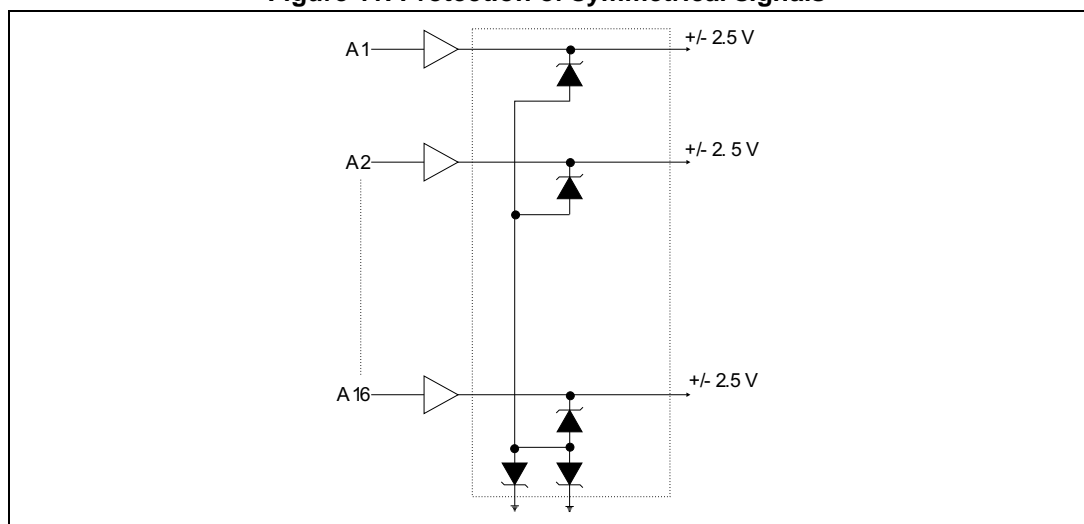 Figure 11. Protection of symmetrical signals
A1
+/- 2.5 V
A2
+/- 2. 5 V
A16
+/- 2.5 V